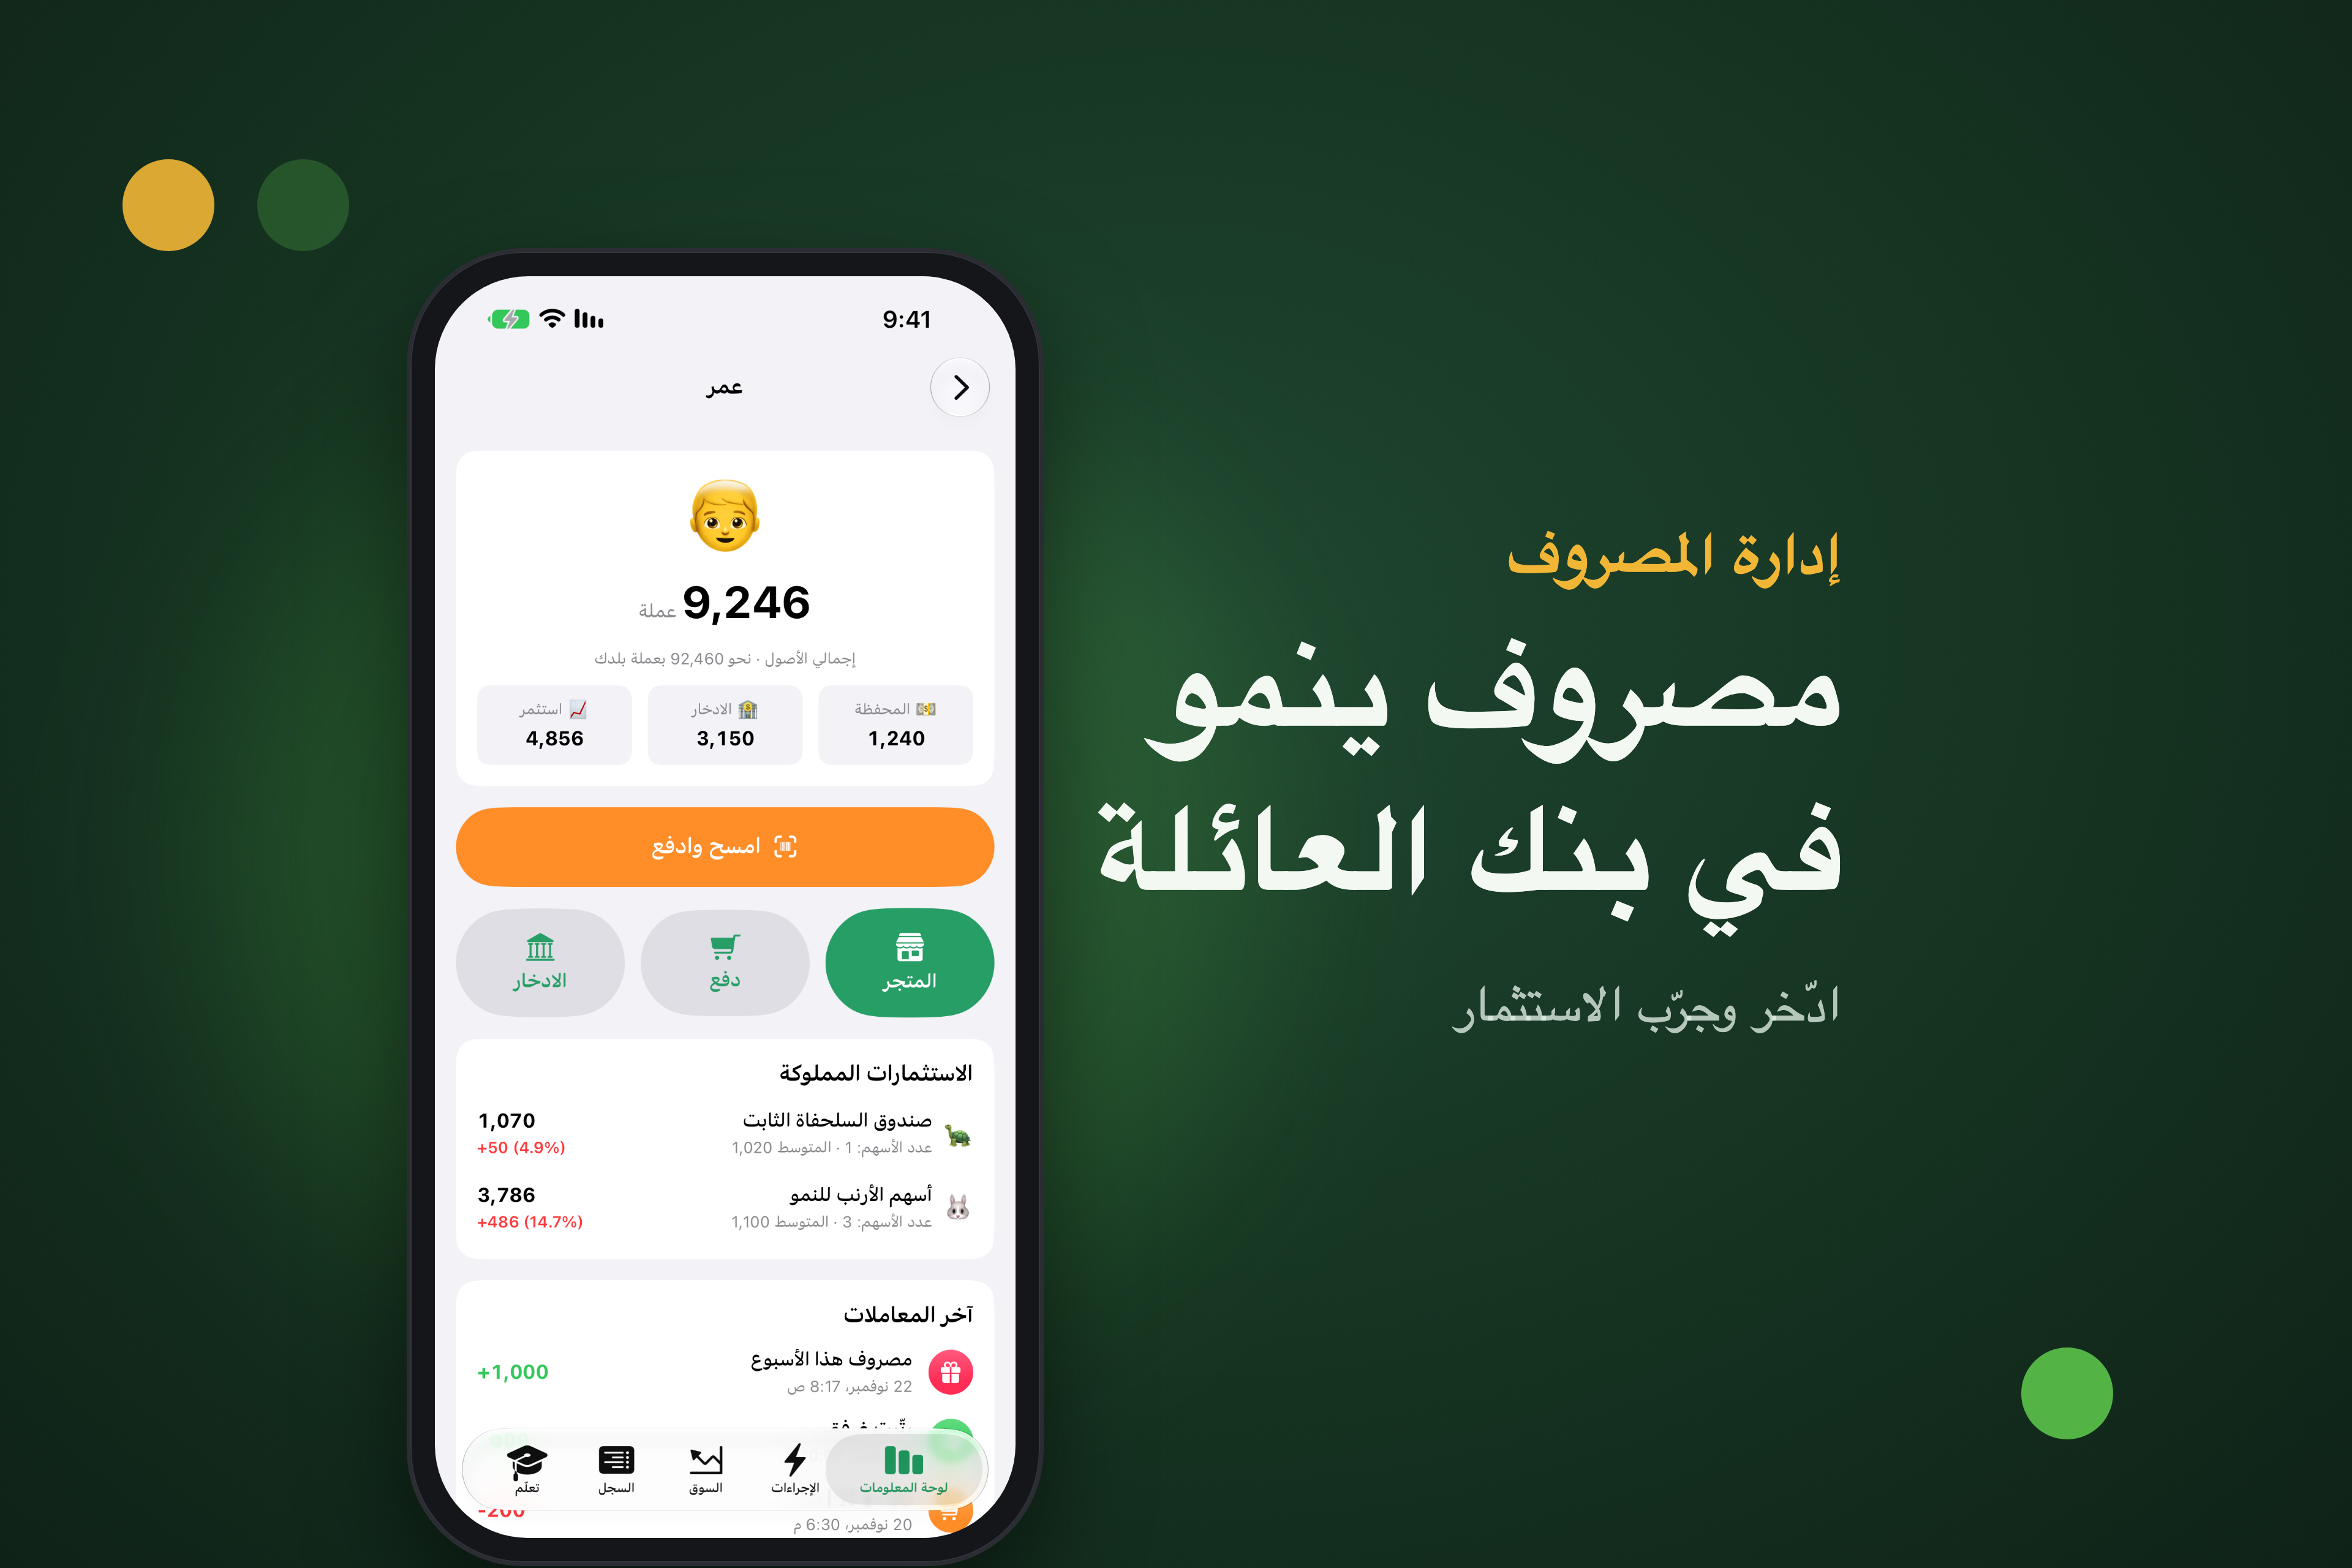 إدارة المصروف
مصروف ينمو
في بنك العائلة
ادّخر وجرّب الاستثمار
9:41
عمر
9,246 عملة
إجمالي الأصول · نحو 92,460 بعملة بلدك
المحفظة
1,240
الادخار
3,150
استثمر
4,856
امسح وادفع
المتجر
دفع
الادخار
الاستثمارات المملوكة
صندوق السلحفاة الثابت
1,070
عدد الأسهم: 1 · المتوسط 1,020
+50 (4.9%)
أسهم الأرنب للنمو
3,786
عدد الأسهم: 3 · المتوسط 1,100
+486 (14.7%)
آخر المعاملات
مصروف هذا الأسبوع
+1,000
22 نوفمبر، 8:17 ص
لوحة المعلومات
الإجراءات
السوق
السجل
تعلّم
-200
20 نوفمبر، 6:30 م